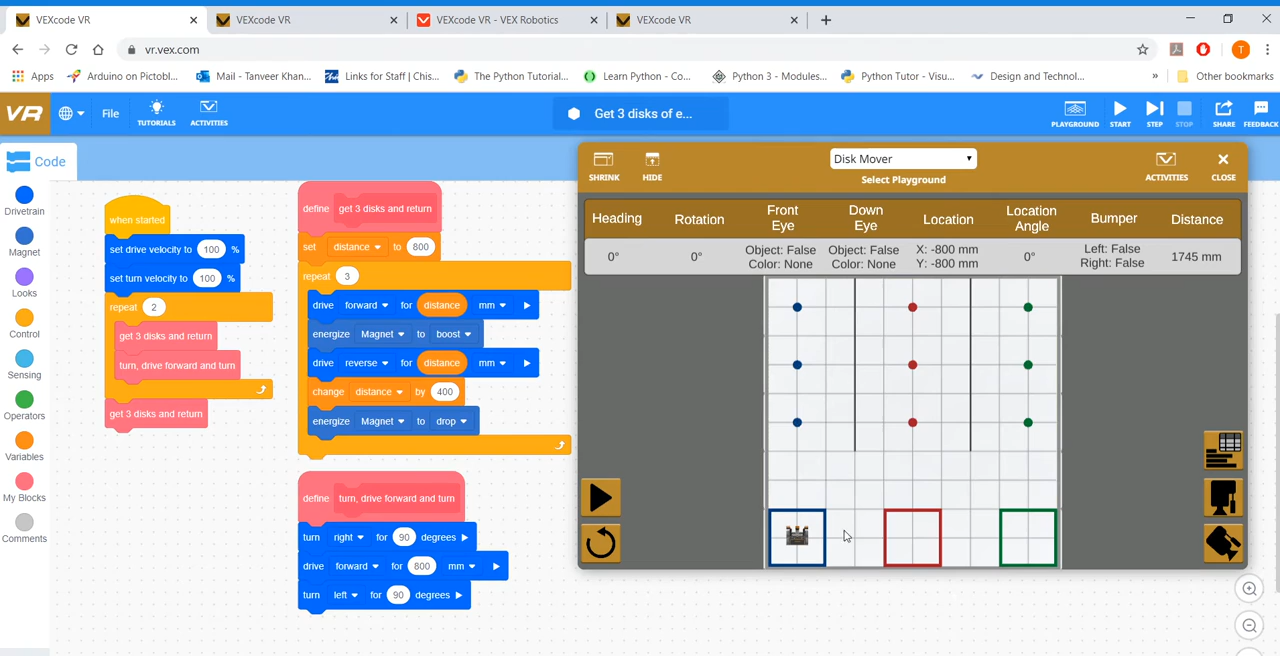 VEXcode VR
VEXcode VR
VEXcode VR - VEX Robotics
VEXcode VR
vr.vex.com
T
Apps
Arduino on Pictobl...
Mail - Tanveer Khan...
Links for Staff | Chis...
The Python Tutorial...
Learn Python - Co...
Python 3 - Modules...
Python Tutor - Visu...
Design and Technol...
»
Other bookmarks
VR
File
TUTORIALS
ACTIVITIES
Get 3 disks of e...
PLAYGROUND
START
STEP
STOP
SHARE
FEEDBACK
Code
Drivetrain
Magnet
Looks
Control
Sensing
Operators
Variables
My Blocks
Comments
when started
set drive velocity to 100 %
set turn velocity to 100 %
repeat 2
get 3 disks and return
turn, drive forward and turn
get 3 disks and return
define get 3 disks and return
set distance to 800
repeat 3
drive forward for distance mm
energize Magnet to boost
drive reverse for distance mm
change distance by 400
energize Magnet to drop
define turn, drive forward and turn
turn right for 90 degrees
drive forward for 800 mm
turn left for 90 degrees
SHRINK
HIDE
Disk Mover
Select Playground
ACTIVITIES
CLOSE
Heading
Rotation
Front Eye
Down Eye
Location
Location Angle
Bumper
Distance
0°
0°
Object: False
Color: None
Object: False
Color: None
X: -800 mm
Y: -800 mm
0°
Left: False
Right: False
1745 mm